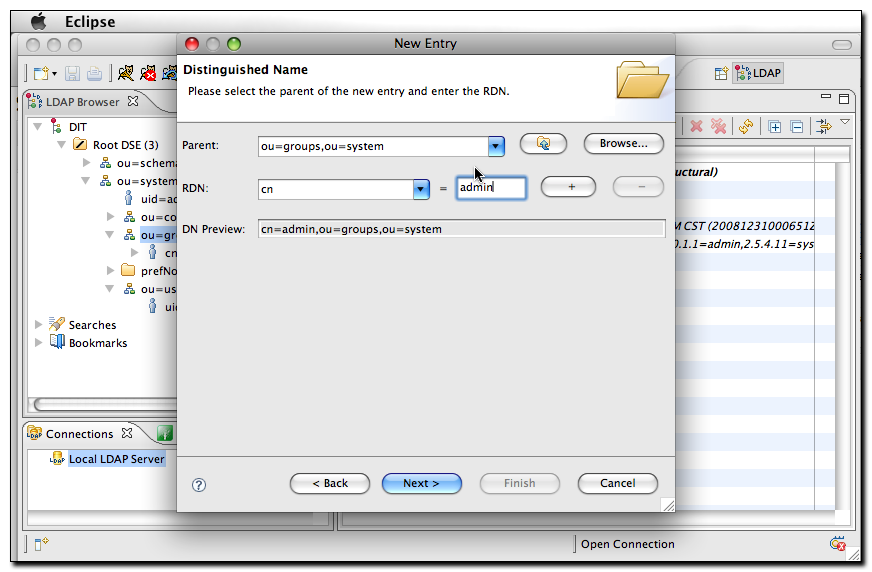 Eclipse
New Entry
LDAP
LDAP Browser
DIT
Root DSE (3)
ou=schema
ou=system
ou=gr
Searches
Bookmarks
Distinguished Name
Please select the parent of the new entry and enter the RDN.
Parent:
ou=groups,ou=system
Browse...
RDN:
cn
=
admin
+
−
DN Preview:
cn=admin,ou=groups,ou=system
uid=a
ou=co
cn
prefNo
ou=us
uid
uctural)
M CST (20081231000651Z
0.1.1=admin,2.5.4.11=sys
Connections
Local LDAP Server
?
< Back
Next >
Finish
Cancel
Open Connection